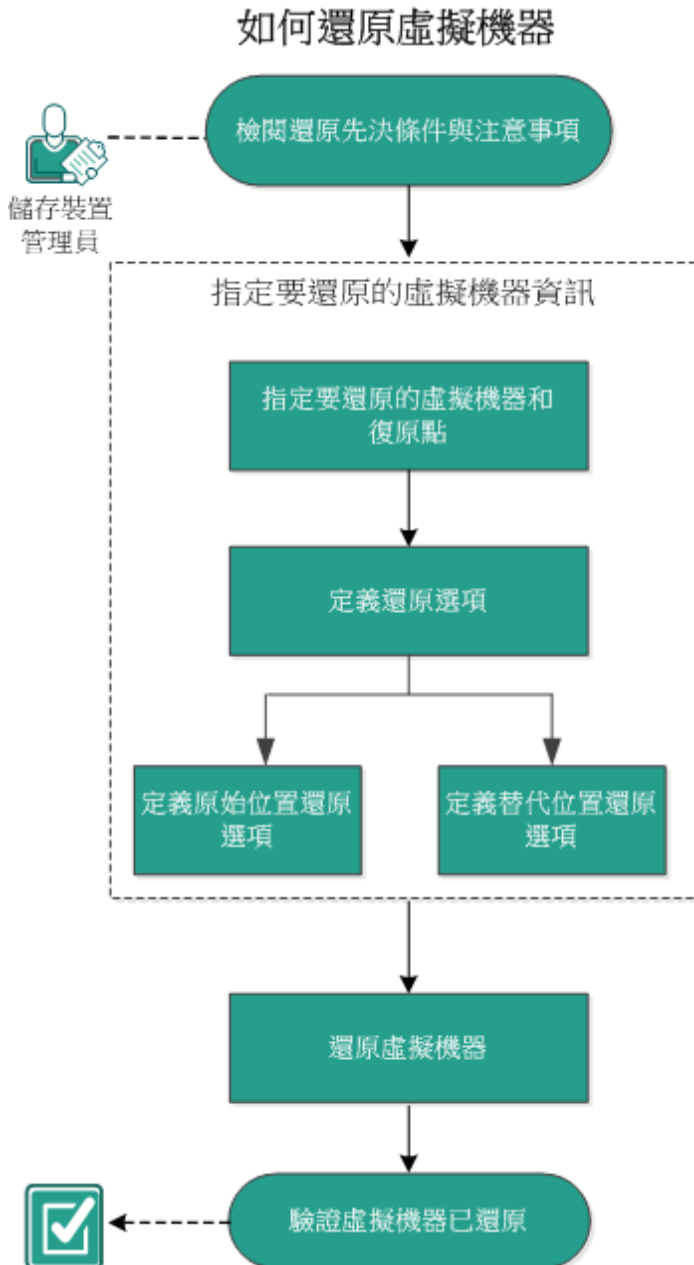 如何還原虛擬機器
檢閱還原先決條件與注意事項
儲存裝置
管理員
指定要還原的虛擬機器資訊
指定要還原的虛擬機器和
復原點
定義還原選項
定義原始位置還原
選項
定義替代位置還原
選項
還原虛擬機器
驗證虛擬機器已還原